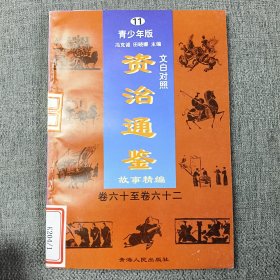 11
青少年版
冯克诚 田晓娜 主编
文白对照
资治通鉴
故事精编
卷六十至卷六十二
青海人民出版社